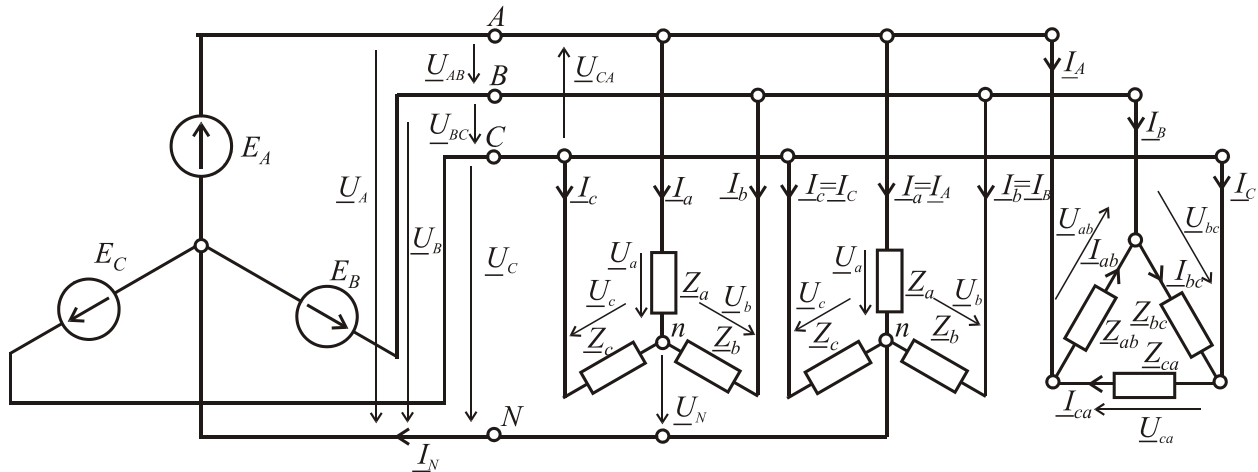 A
U_AB
U_CA
I_A
B
U_BC
I_B
C
E_A
U_A
I_c
I_a
I_b
I_c=I_C
I_a=I_A
I_b=I_B
I_C
U_B
U_C
U_ab
U_bc
E_C
E_B
U_a
U_c
Z_a
U_b
U_a
U_c
Z_a
U_b
I_ab
I_bc
Z_c
n
Z_b
Z_c
n
Z_b
Z_ab
Z_bc
Z_ca
N
U_N
I_ca
U_ca
I_N